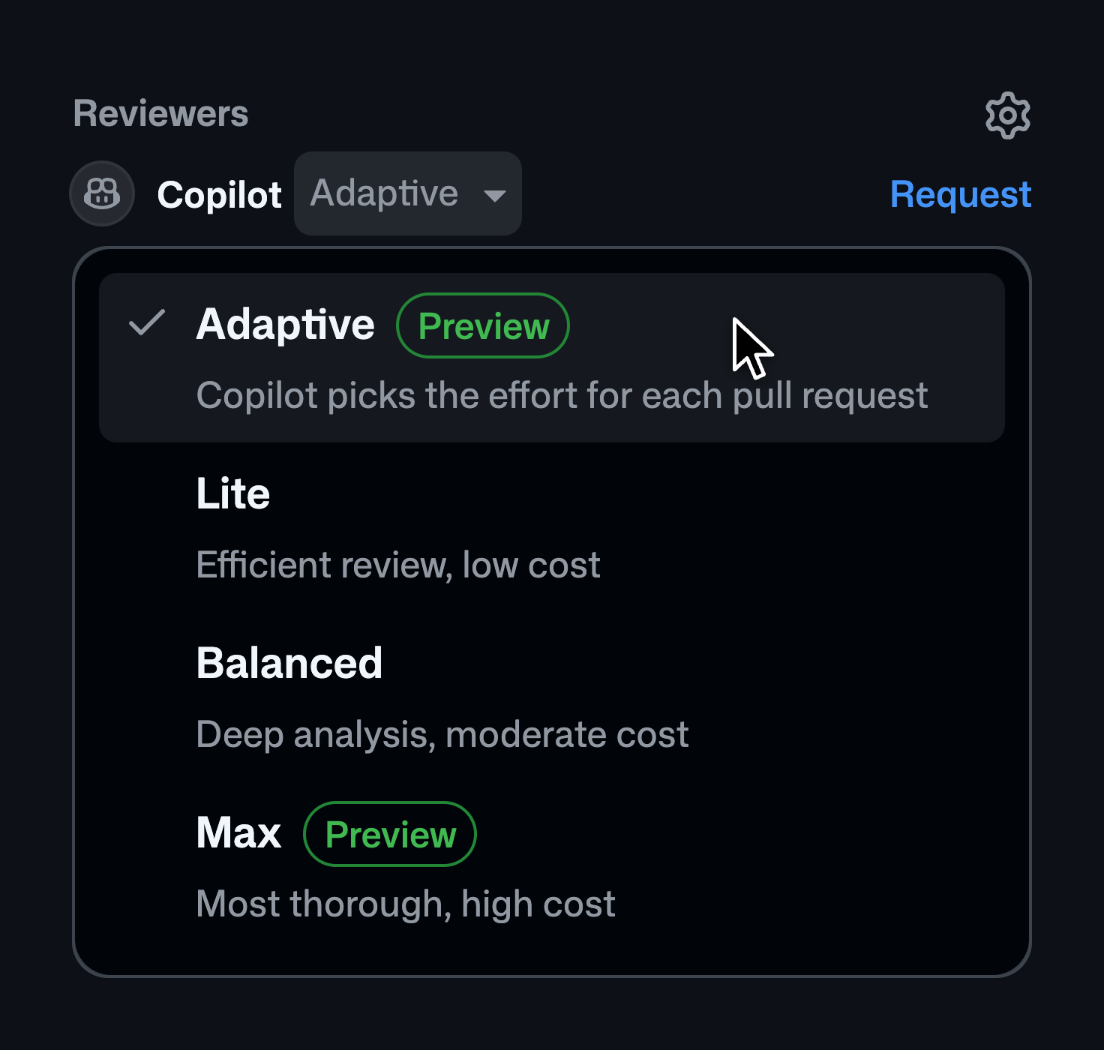 Reviewers
Copilot Adaptive Request
Adaptive Preview
Copilot picks the effort for each pull request
Lite
Efficient review, low cost
Balanced
Deep analysis, moderate cost
Max Preview
Most thorough, high cost